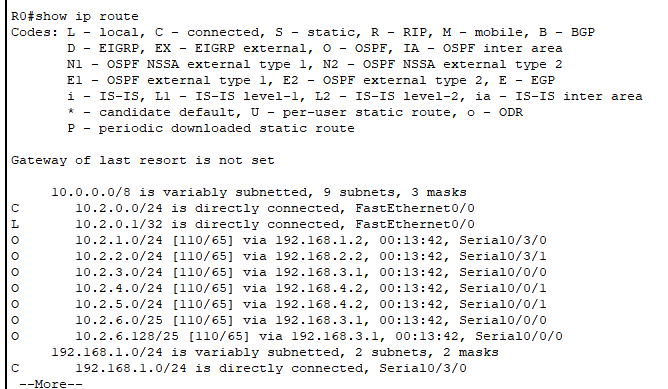 R0#show ip route
Codes: L - local, C - connected, S - static, R - RIP, M - mobile, B - BGP
D - EIGRP, EX - EIGRP external, O - OSPF, IA - OSPF inter area
N1 - OSPF NSSA external type 1, N2 - OSPF NSSA external type 2
E1 - OSPF external type 1, E2 - OSPF external type 2, E - EGP
i - IS-IS, L1 - IS-IS level-1, L2 - IS-IS level-2, ia - IS-IS inter area
* - candidate default, U - per-user static route, o - ODR
P - periodic downloaded static route
Gateway of last resort is not set
10.0.0.0/8 is variably subnetted, 9 subnets, 3 masks
C 10.2.0.0/24 is directly connected, FastEthernet0/0
L 10.2.0.1/32 is directly connected, FastEthernet0/0
O 10.2.1.0/24 [110/65] via 192.168.1.2, 00:13:42, Serial0/3/0
O 10.2.2.0/24 [110/65] via 192.168.2.2, 00:13:42, Serial0/3/1
O 10.2.3.0/24 [110/65] via 192.168.3.1, 00:13:42, Serial0/0/0
O 10.2.4.0/24 [110/65] via 192.168.4.2, 00:13:42, Serial0/0/1
O 10.2.5.0/24 [110/65] via 192.168.4.2, 00:13:42, Serial0/0/1
O 10.2.6.0/25 [110/65] via 192.168.3.1, 00:13:42, Serial0/0/0
O 10.2.6.128/25 [110/65] via 192.168.3.1, 00:13:42, Serial0/0/0
192.168.1.0/24 is variably subnetted, 2 subnets, 2 masks
C 192.168.1.0/24 is directly connected, Serial0/3/0
--More--